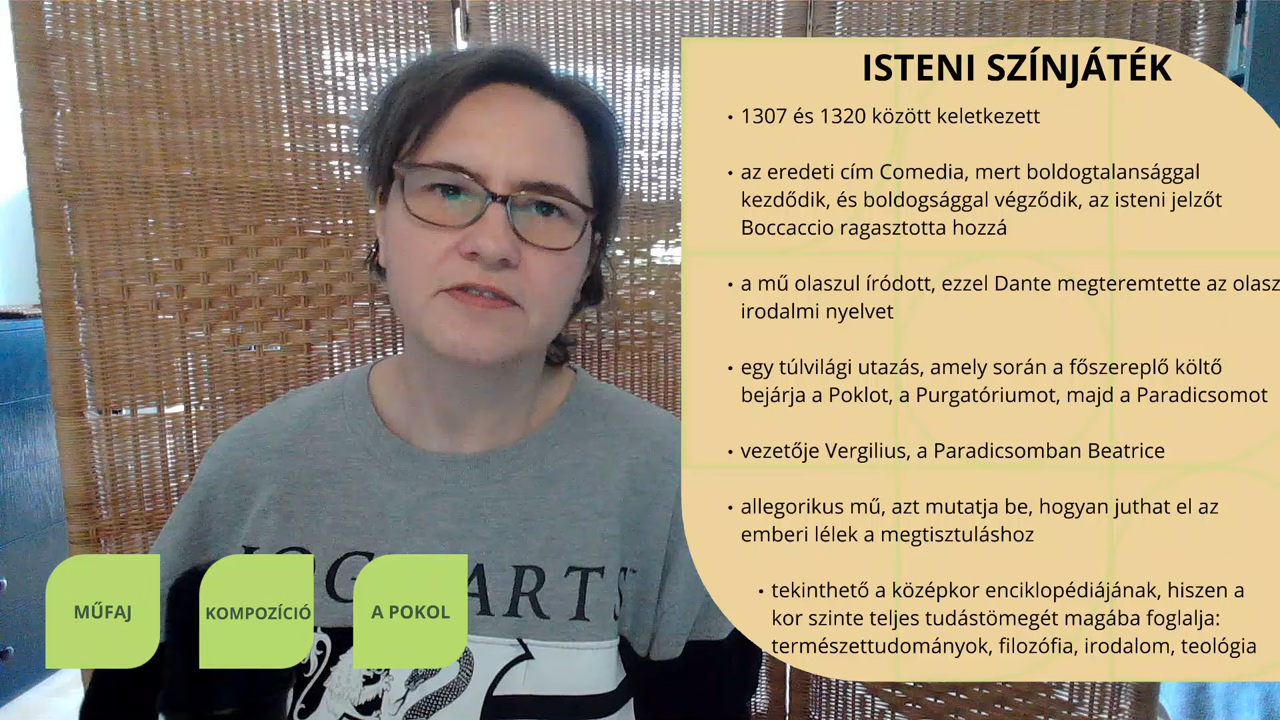 ISTENI SZÍNJÁTÉK
• 1307 és 1320 között keletkezett
• az eredeti cím Comedia, mert boldogtalansággal
kezdődik, és boldogsággal végződik, az isteni jelzőt
Boccaccio ragasztotta hozzá
• a mű olaszul íródott, ezzel Dante megteremtette az olasz
irodalmi nyelvet
• egy túlvilági utazás, amely során a főszereplő költő
bejárja a Poklot, a Purgatóriumot, majd a Paradicsomot
• vezetője Vergilius, a Paradicsomban Beatrice
• allegorikus mű, azt mutatja be, hogyan juthat el az
emberi lélek a megtisztuláshoz
• tekinthető a középkor enciklopédiájának, hiszen a
kor szinte teljes tudástömegét magába foglalja:
természettudományok, filozófia, irodalom, teológia
MŰFAJ
KOMPOZÍCIÓ
A POKOL